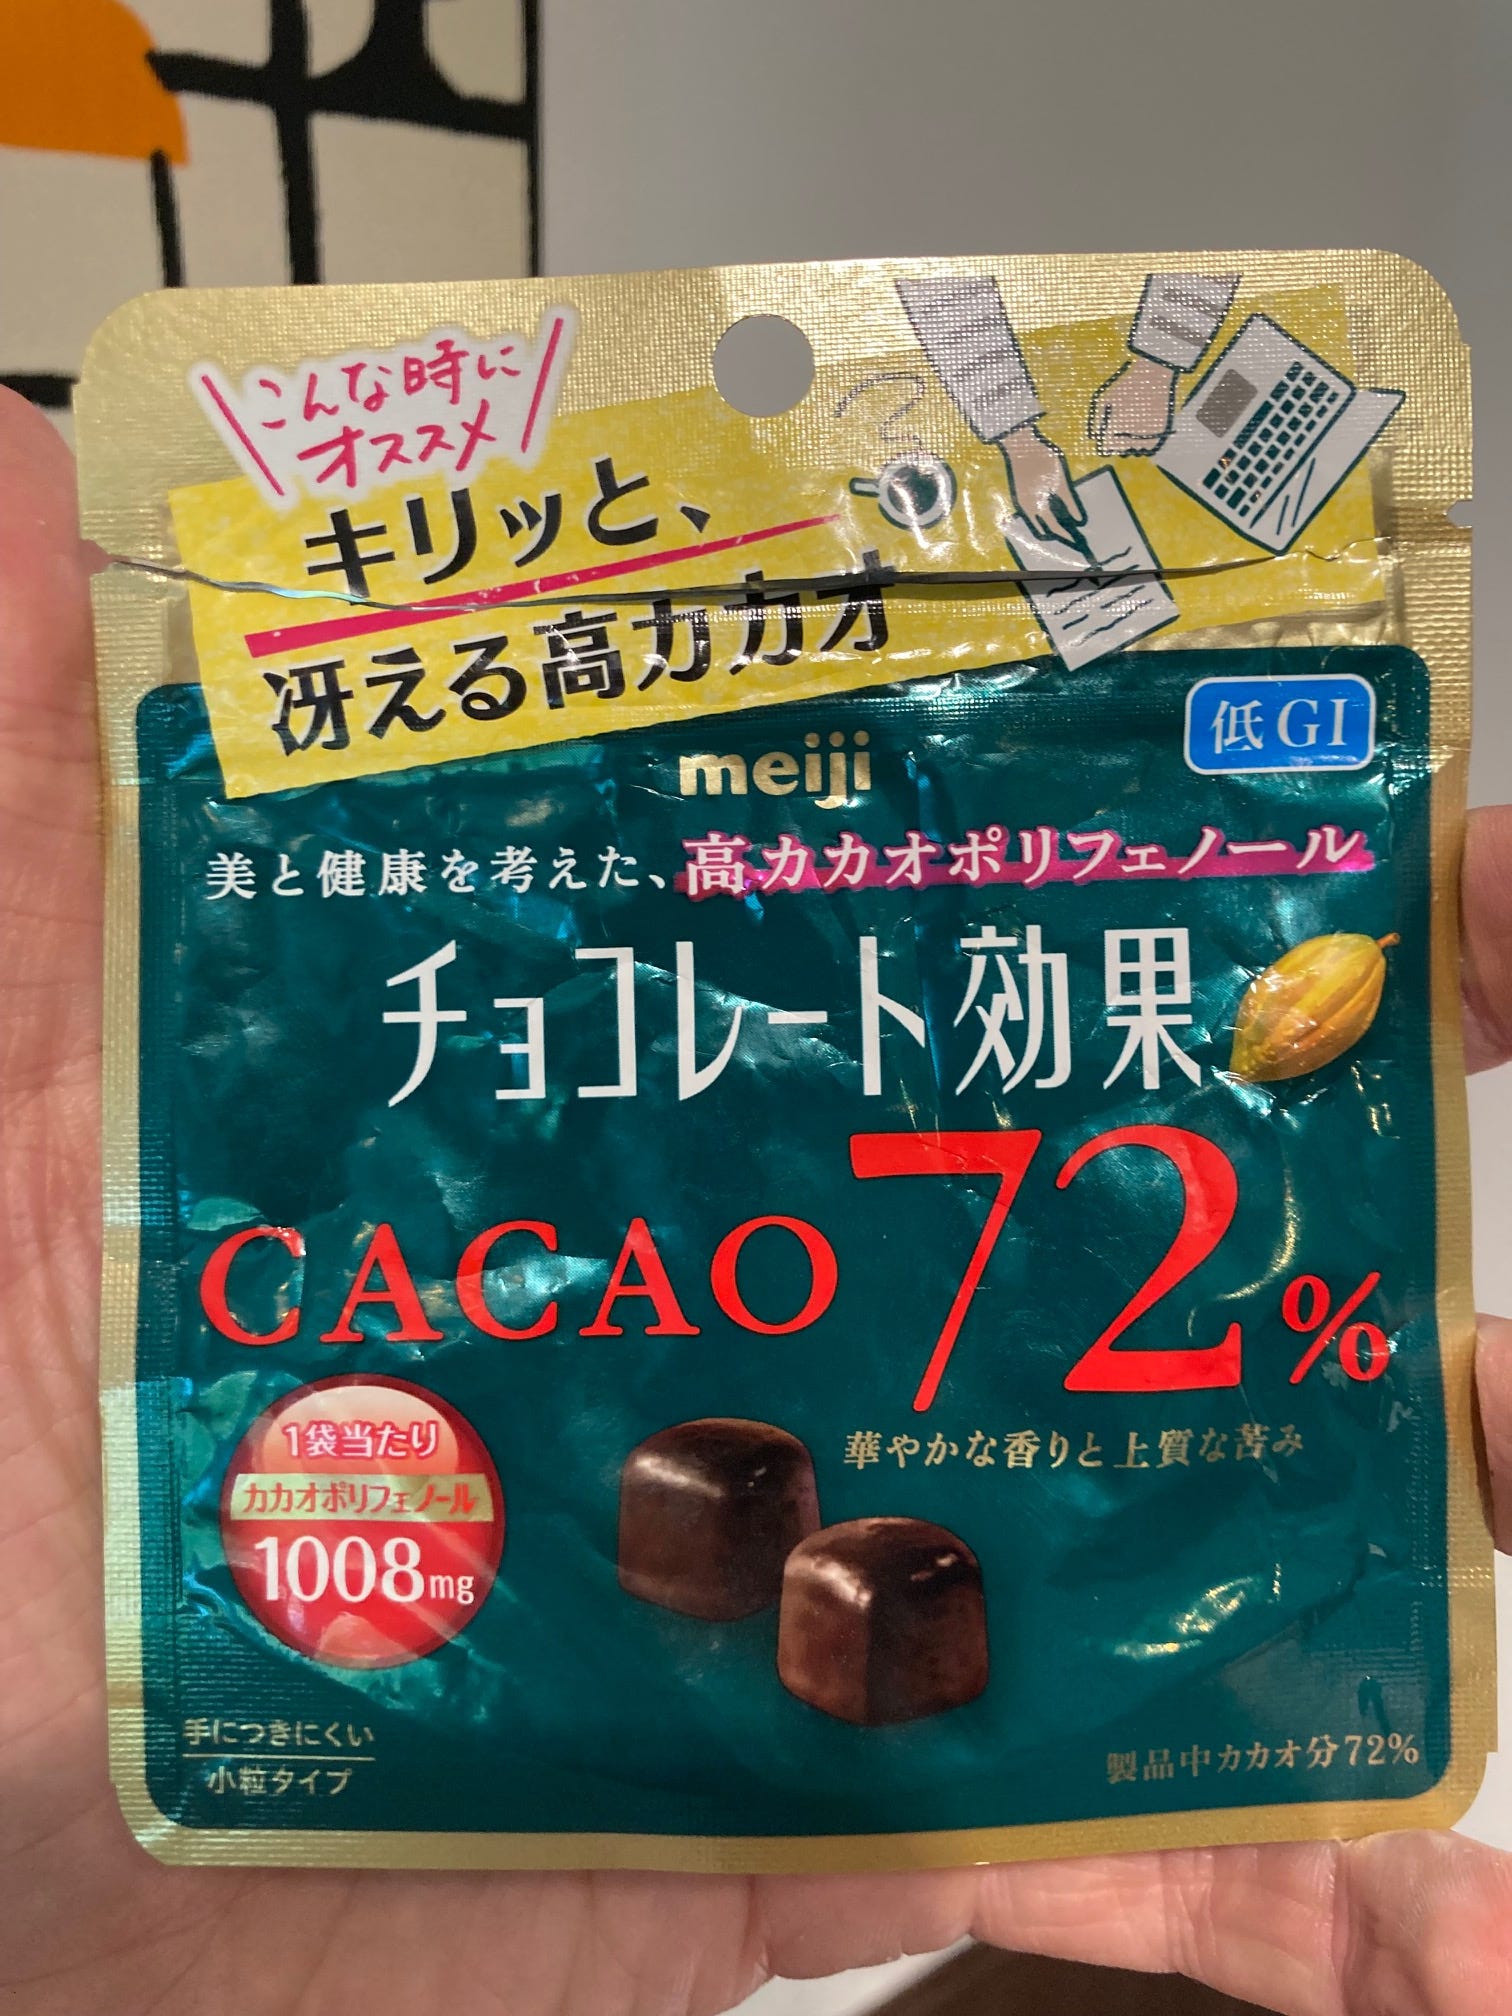 こんな時に
オススメ
キリッと、
冴える高カカオ
低GI
meiji
美と健康を考えた、高カカオポリフェノール
チョコレート効果
CACAO 72%
華やかな香りと上質な苦み
1袋当たり
カカオポリフェノール
1008mg
手につきにくい
小粒タイプ
製品中カカオ分72%